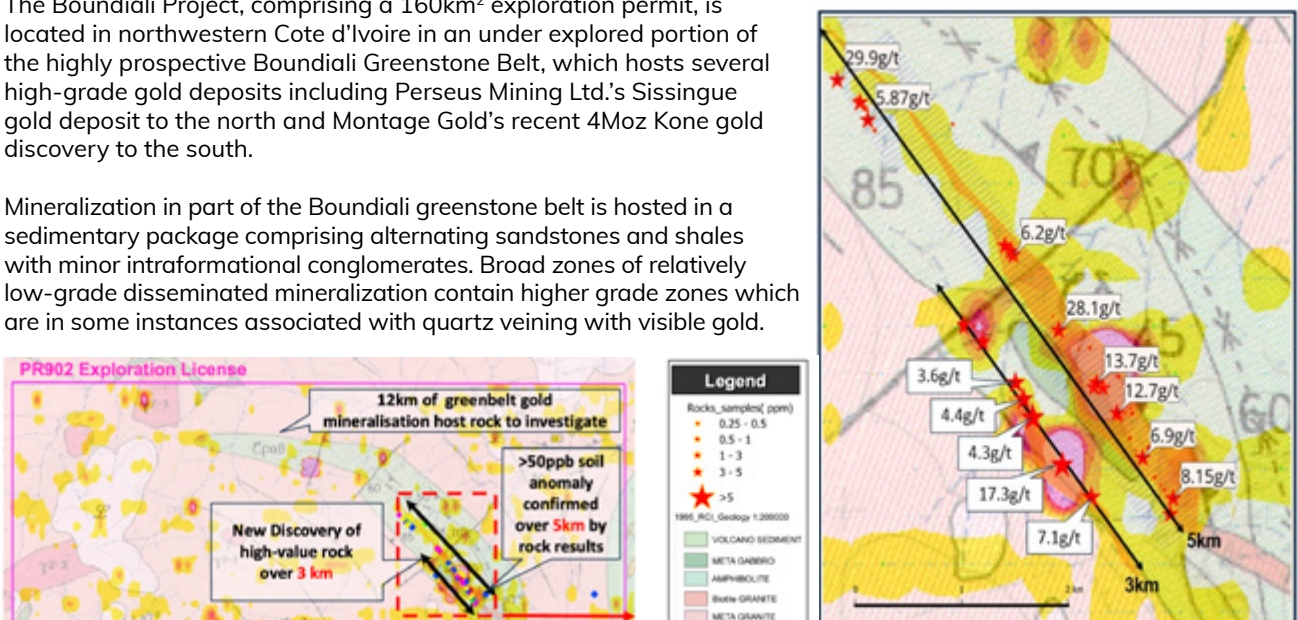 The Boundiali Project, comprising a 160km² exploration permit, is
located in northwestern Cote d'Ivoire in an under explored portion of
the highly prospective Boundiali Greenstone Belt, which hosts several
high-grade gold deposits including Perseus Mining Ltd.'s Sissingue
gold deposit to the north and Montage Gold's recent 4Moz Kone gold
discovery to the south.
Mineralization in part of the Boundiali greenstone belt is hosted in a
sedimentary package comprising alternating sandstones and shales
with minor intraformational conglomerates. Broad zones of relatively
low-grade disseminated mineralization contain higher grade zones which
are in some instances associated with quartz veining with visible gold.
PR902 Exploration License
12km of greenbelt gold
mineralisation host rock to investigate
>50ppb soil
anomaly
confirmed
over 5km by
rock results
New Discovery of
high-value rock
over 3 km
60
Legend
Rocks_samples( ppm)
0.25 - 0.5
0.5 - 1
1 - 3
3 - 5
>5
VOLCANO SEDIMENT
META GABBRO
AMPHIBOLITE
Biotite GRANITE
META GRANITE
29.9g/t
5.87g/t
70
85
6.2g/t
28.1g/t
5
13.7g/t
3.6g/t
12.7g/t
4.4g/t
60
6.9g/t
4.3g/t
8.15g/t
17.3g/t
7.1g/t
5km
3km
1
2 km